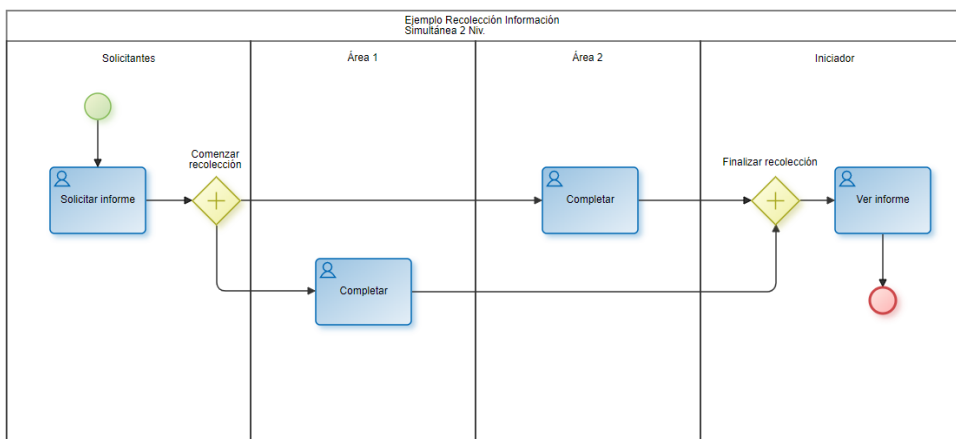 Ejemplo Recolección Información
Simultánea 2 Niv.
Solicitantes
Área 1
Área 2
Iniciador
Comenzar
recolección
Finalizar recolección
Solicitar informe
Completar
Ver informe
Completar